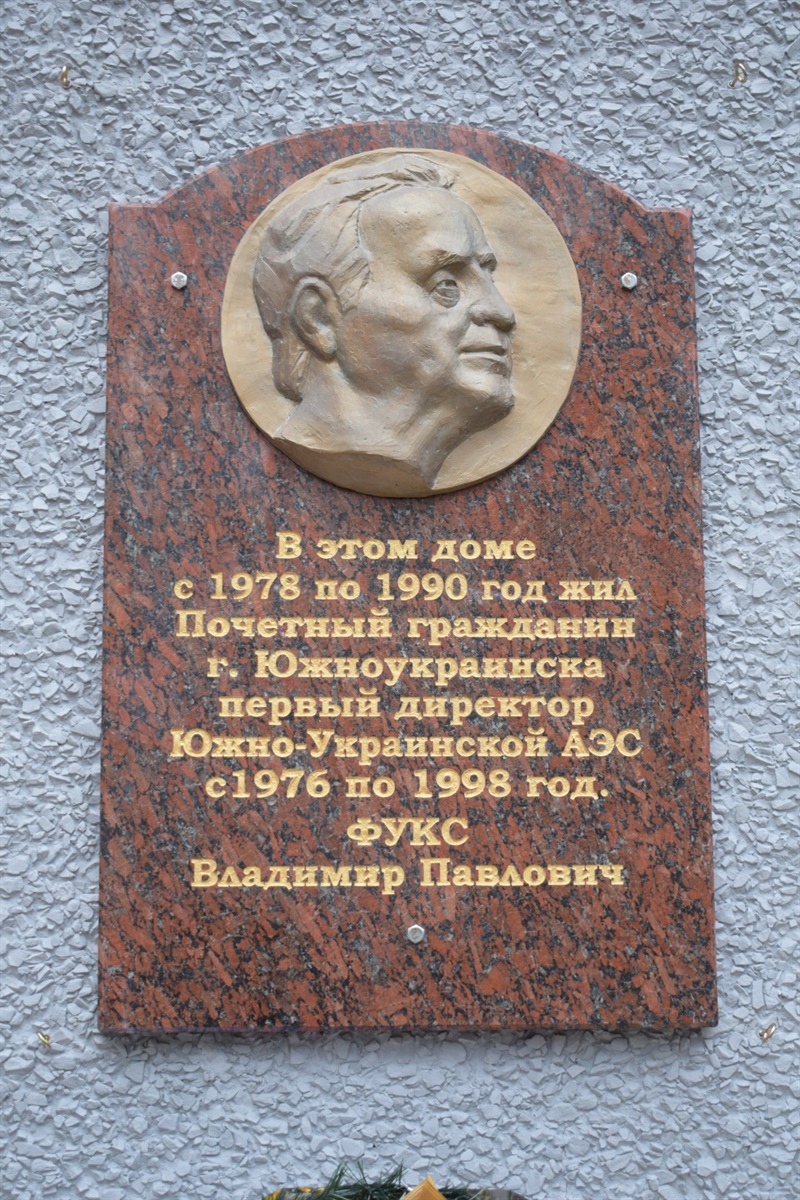 В этом доме
с 1978 по 1990 год жил
Почетный гражданин
г. Южноукраинска
первый директор
Южно-Украинской АЭС
с1976 по 1998 год.
ФУКС
Владимир Павлович